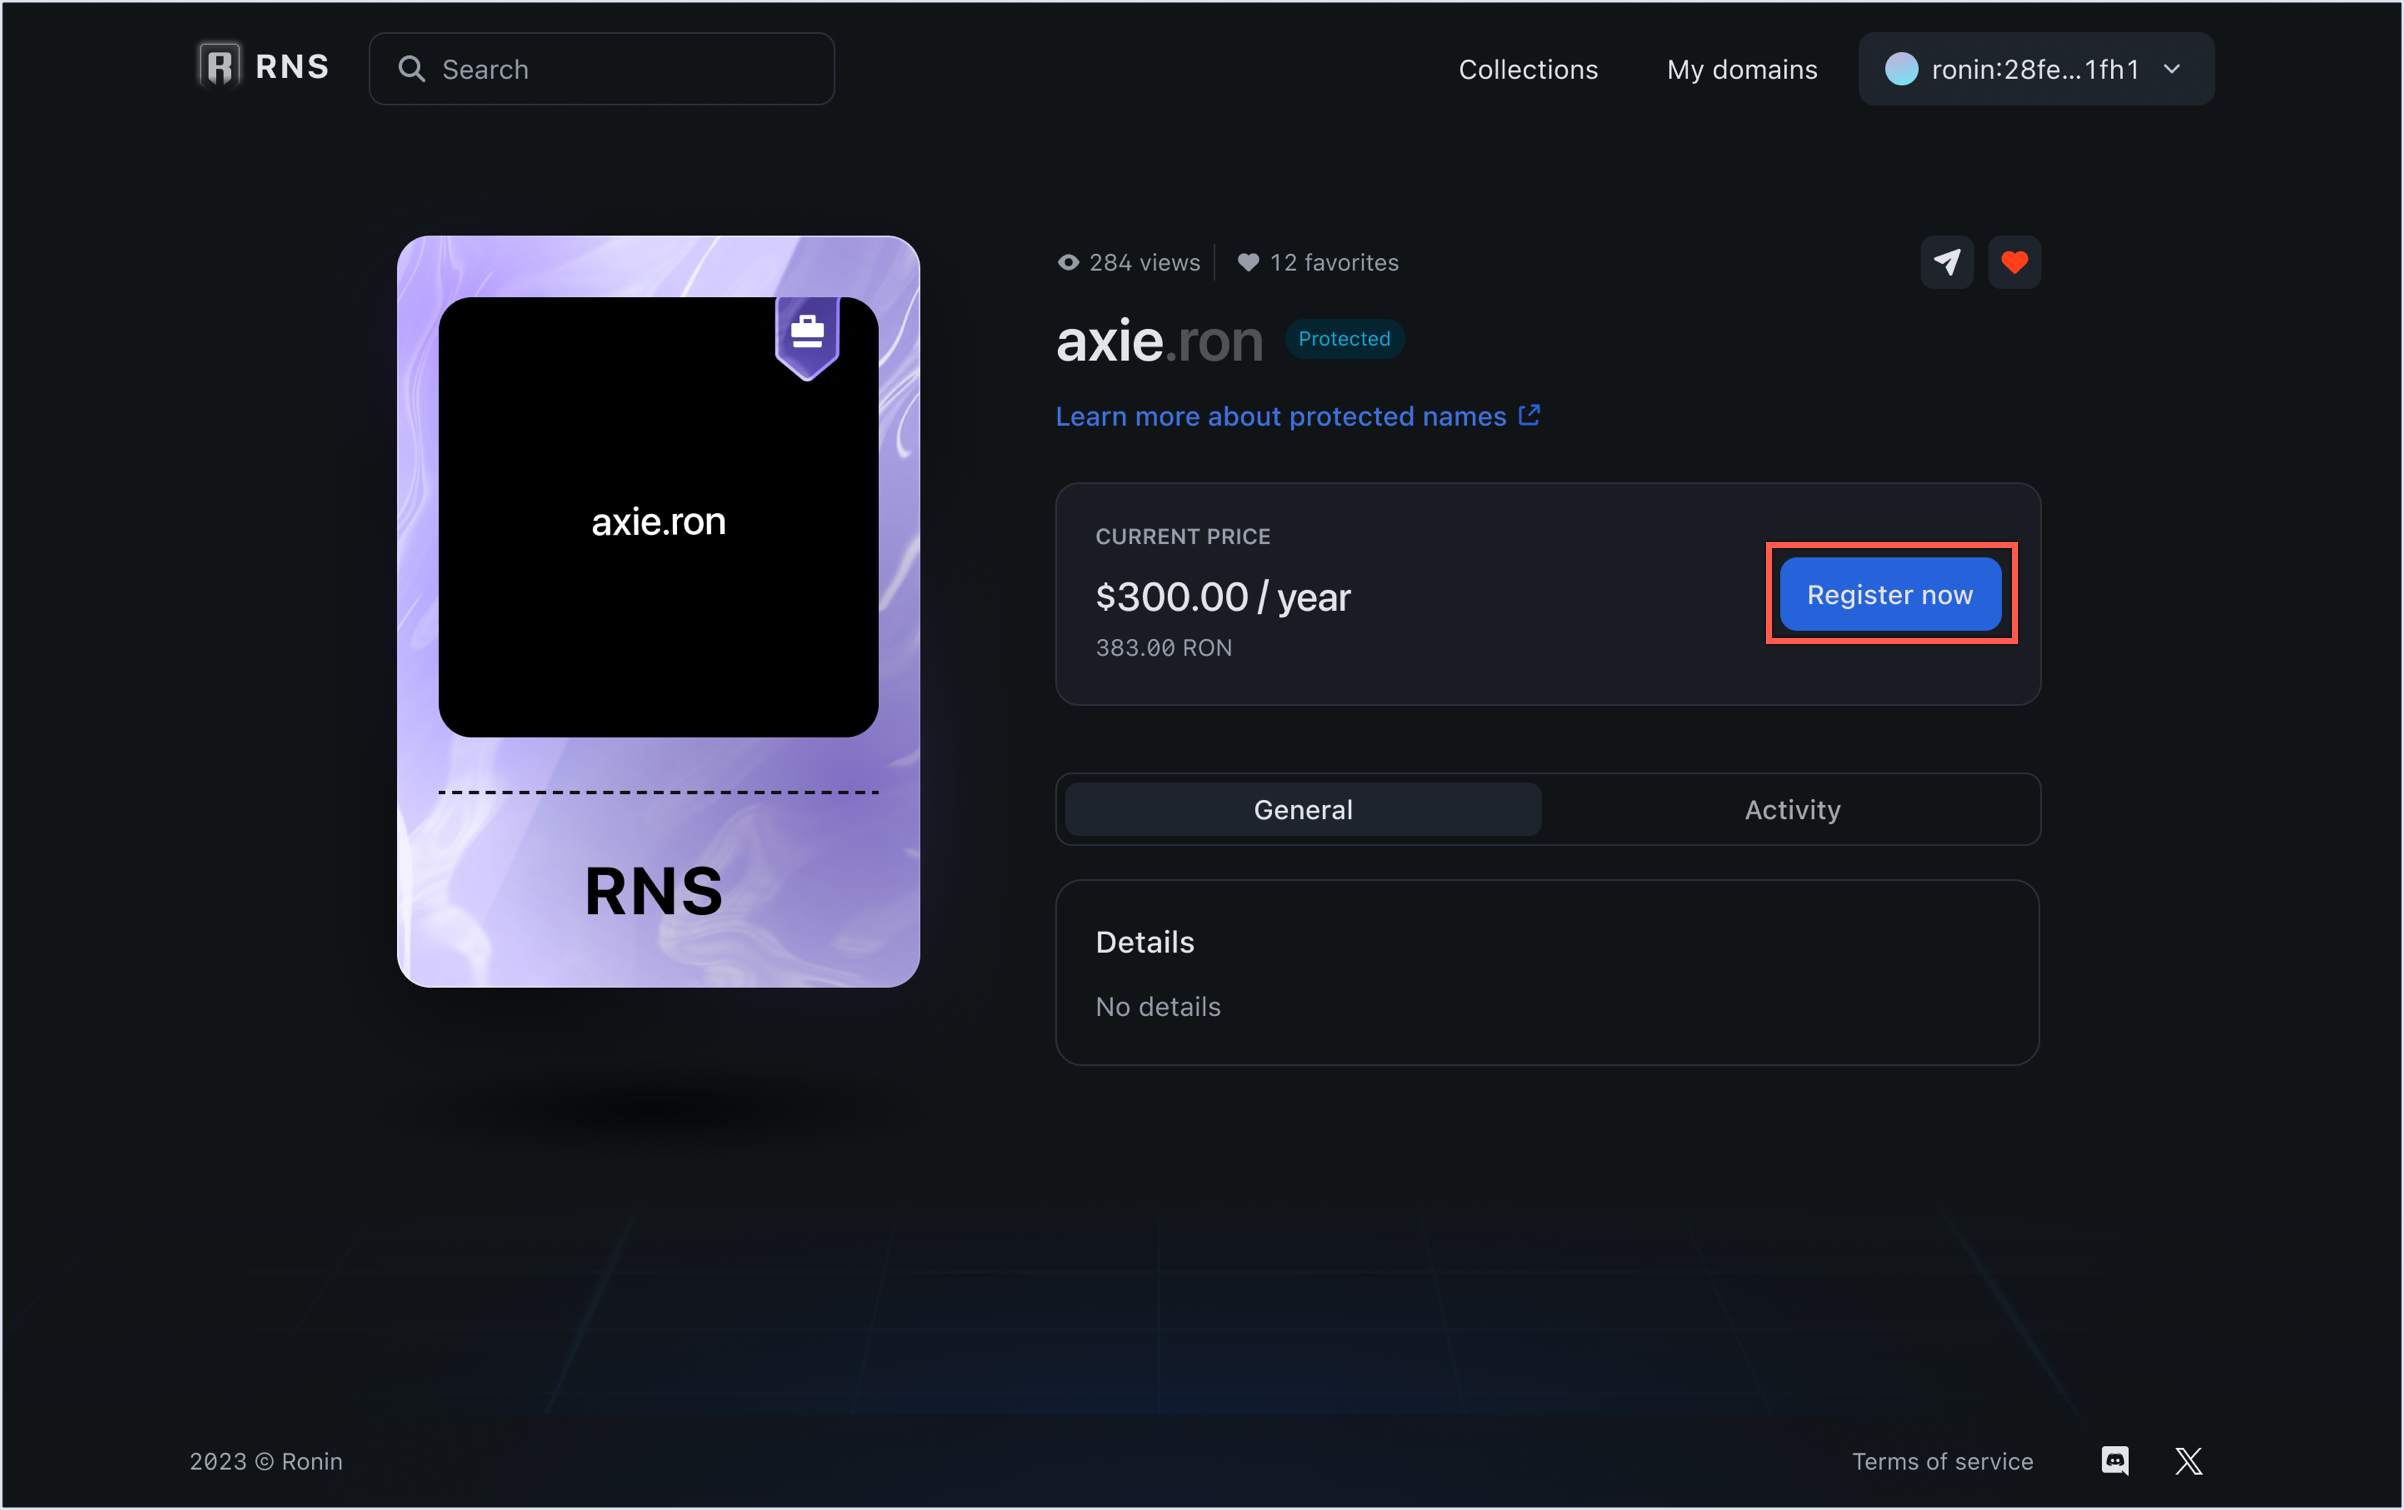 RNS
Search
Collections
My domains
ronin:28fe...1fh1
axie.ron
RNS
284 views
12 favorites
axie.ron
Protected
Learn more about protected names
CURRENT PRICE
$300.00 / year
383.00 RON
Register now
General
Activity
Details
No details
2023 © Ronin
Terms of service